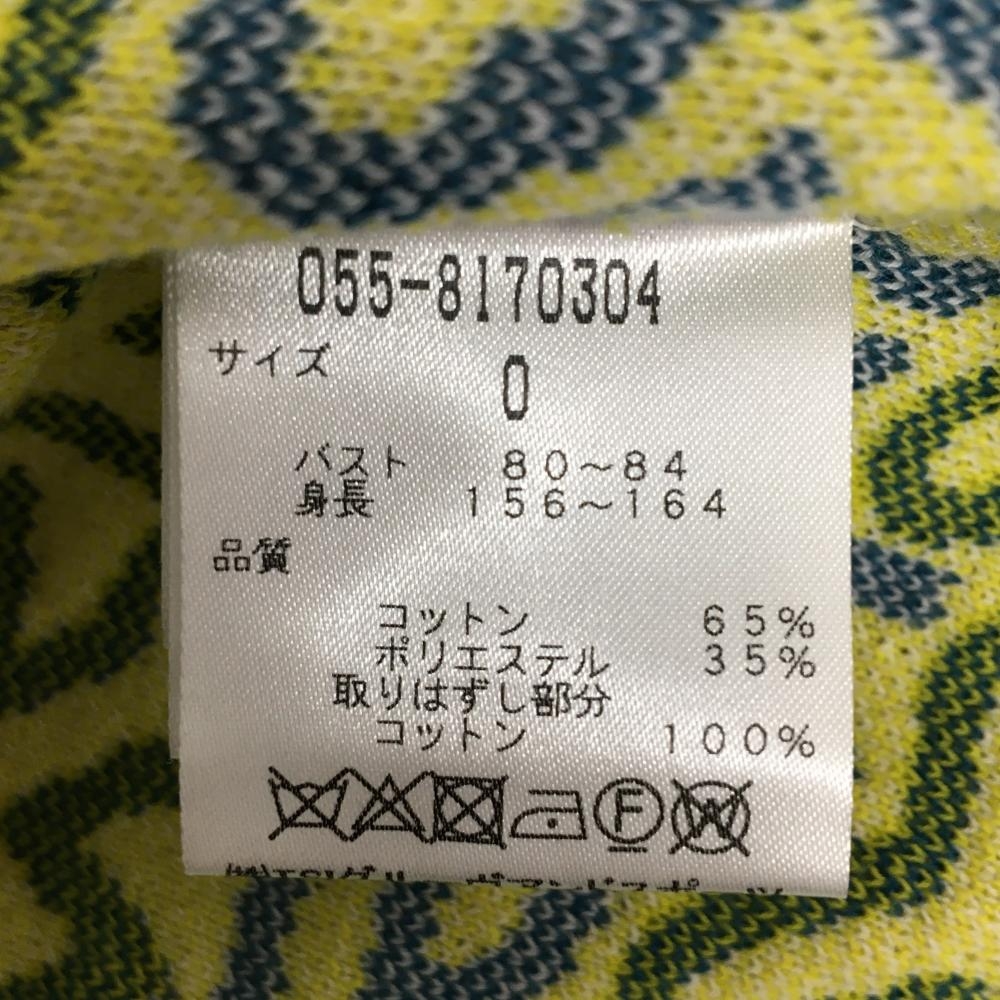 055-8170304
サイズ
0
バスト 80～84
身長 156～164
品質
コットン 65%
ポリエステル 35%
取りはずし部分
コットン 100%
F W